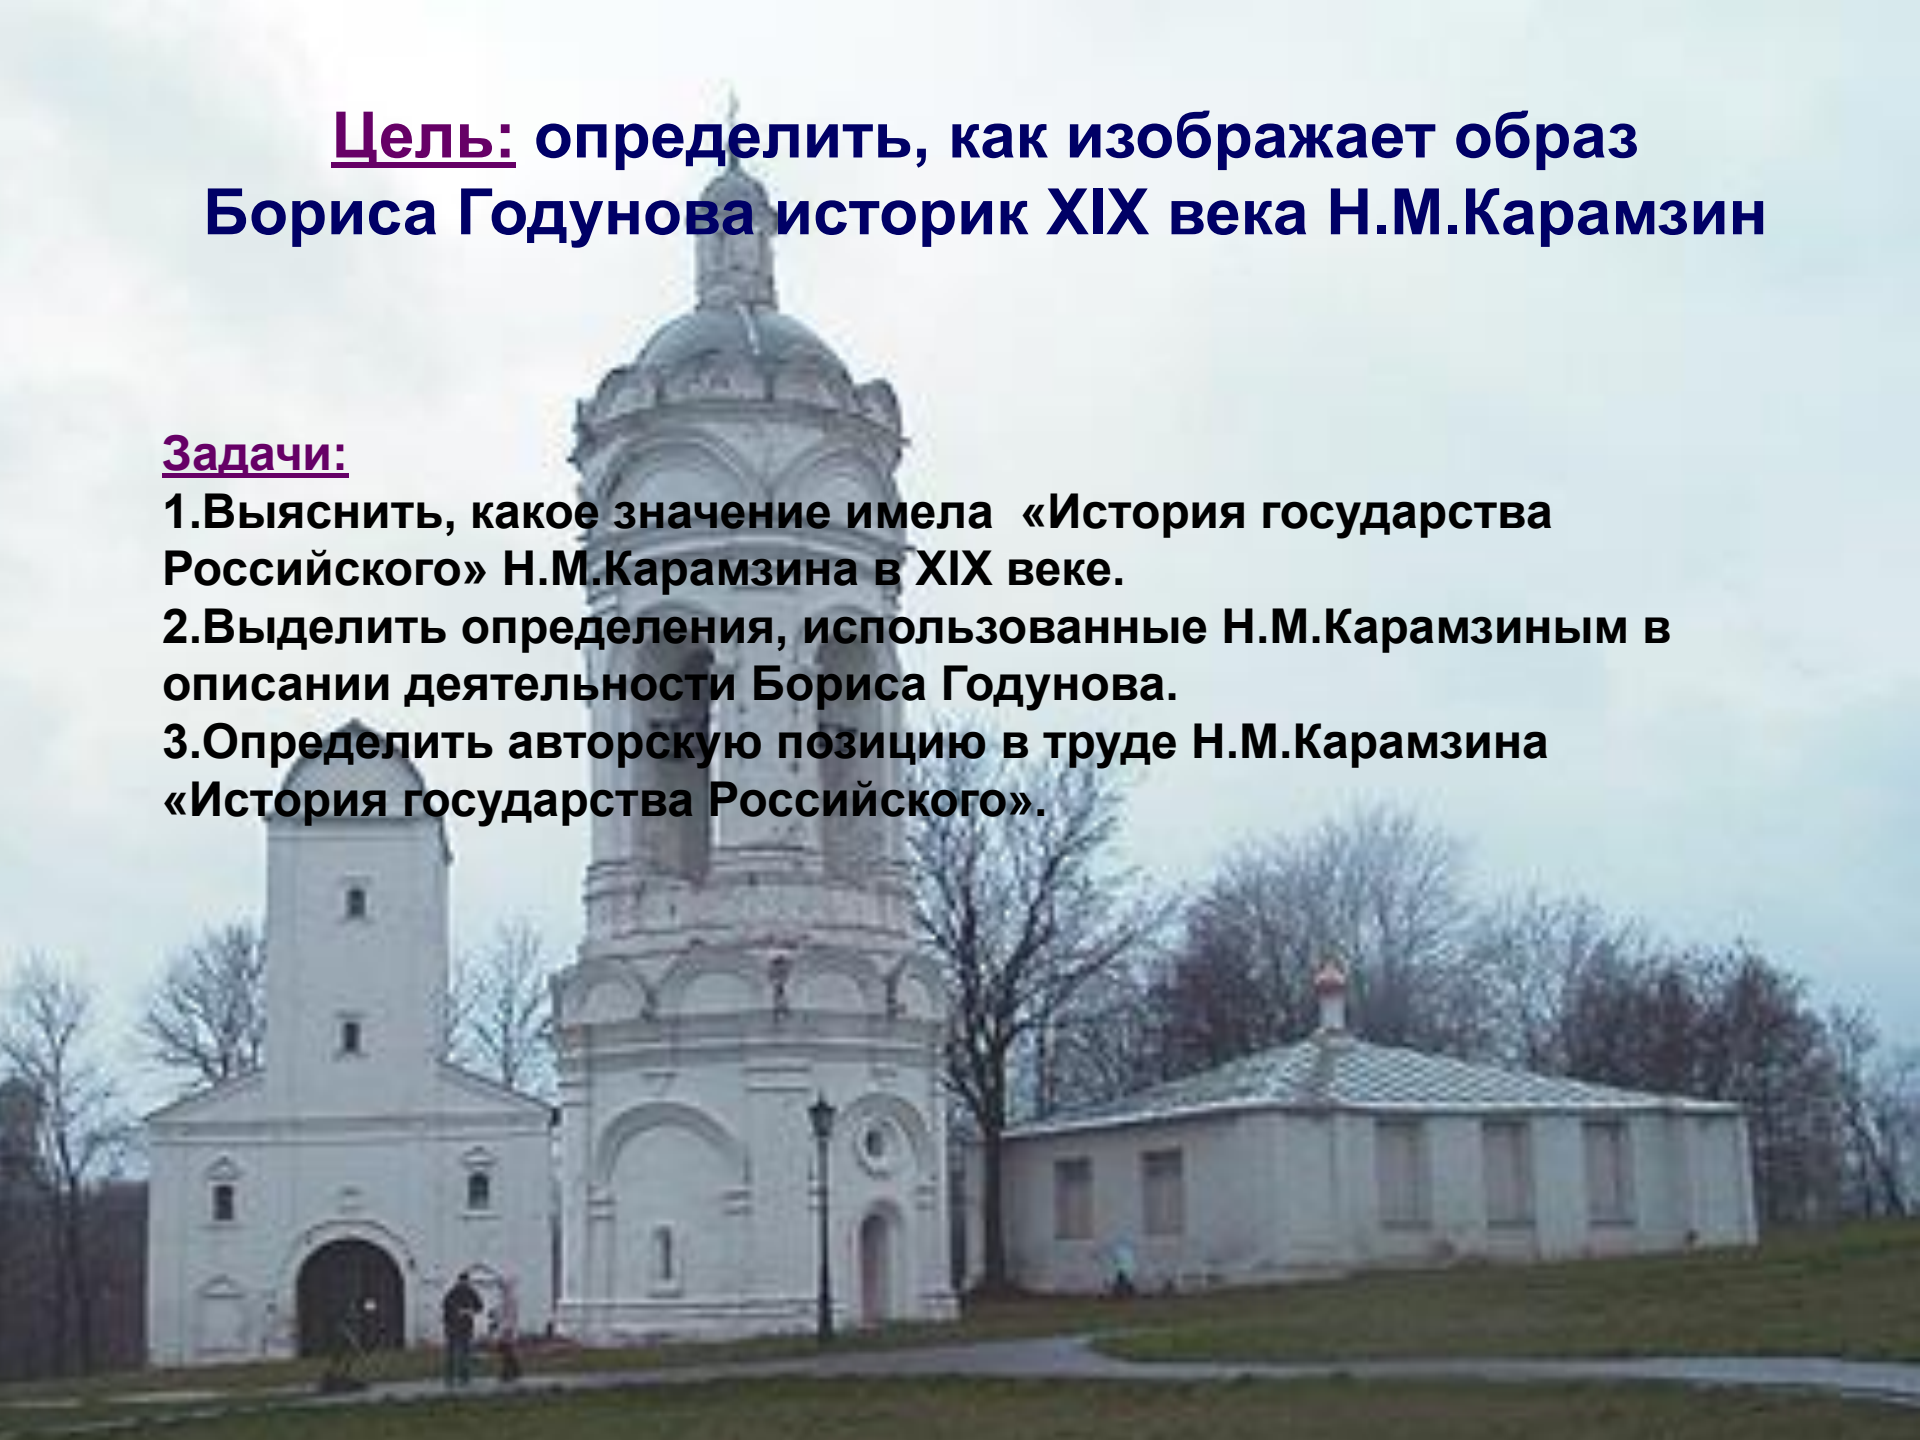 Цель: определить, как изображает образ
Бориса Годунова историк XIX века Н.М.Карамзин
Задачи:
1.Выяснить, какое значение имела  «История государства
Российского» Н.М.Карамзина в XIX веке.
2.Выделить определения, использованные Н.М.Карамзиным в
описании деятельности Бориса Годунова.
3.Определить авторскую позицию в труде Н.М.Карамзина
«История государства Российского».